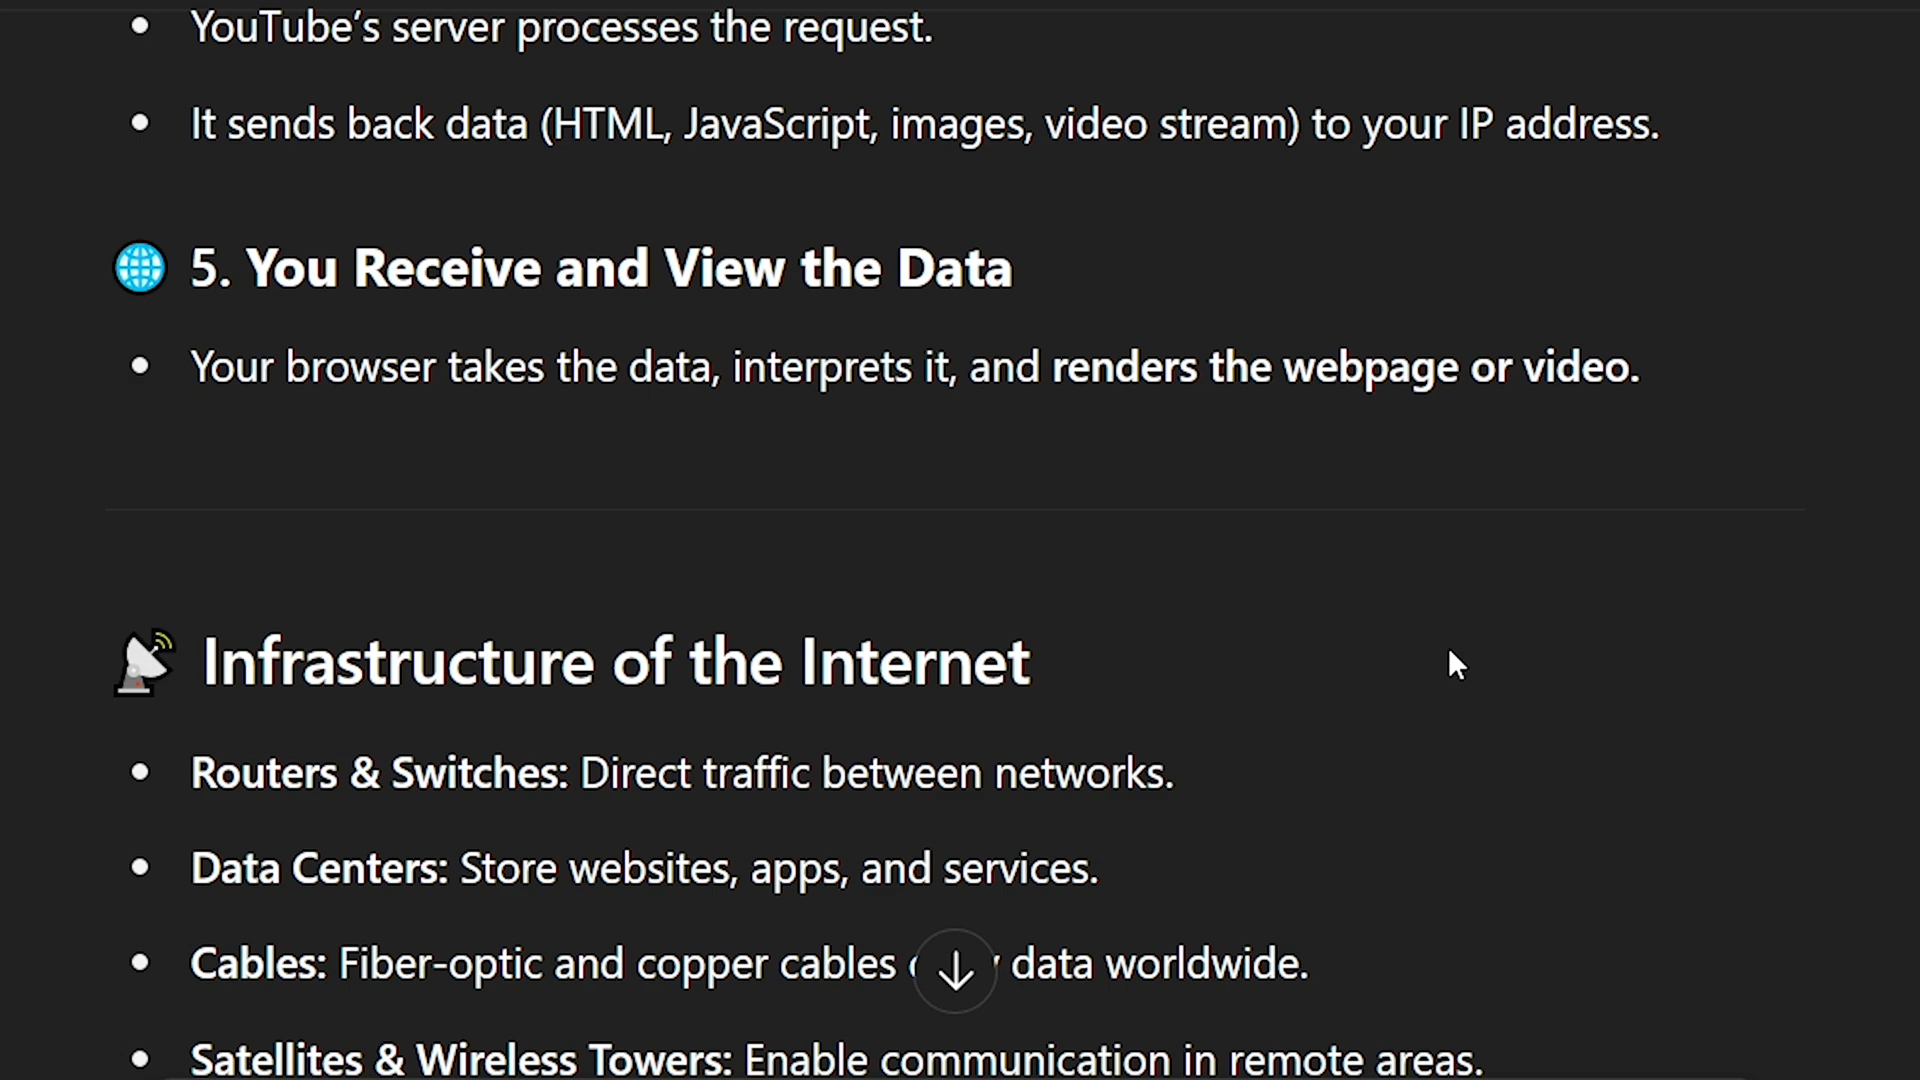 YouTube‘s server processes the request.
It sends back data (HTML, JavaScript, images, video stream) to your IP address.
5. You Receive and View the Data
Your browser takes the data, interprets it, and renders the webpage or video.
Infrastructure of the Internet
Routers & Switches: Direct traffic between networks.
Data Centers: Store websites, apps, and services.
Cables: Fiber-optic and copper cables data worldwide.
Satellites & Wireless Towers: Enable communication in remote areas.